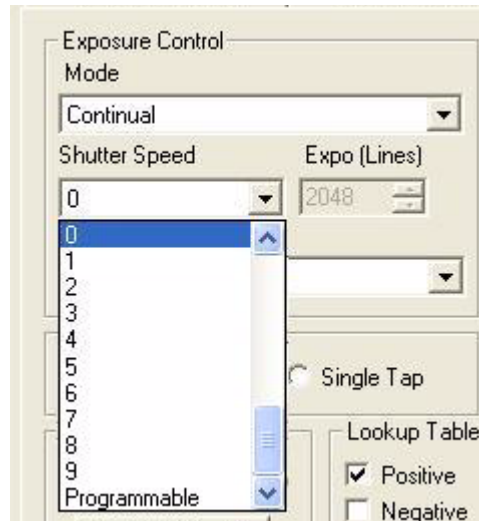 Exposure Control
Mode
Continual
Shutter Speed Expo (Lines)
0 2048
0
1
2
3
4
5
6
7
8
9
Programmable
Single Tap
Lookup Table
Positive
Negative